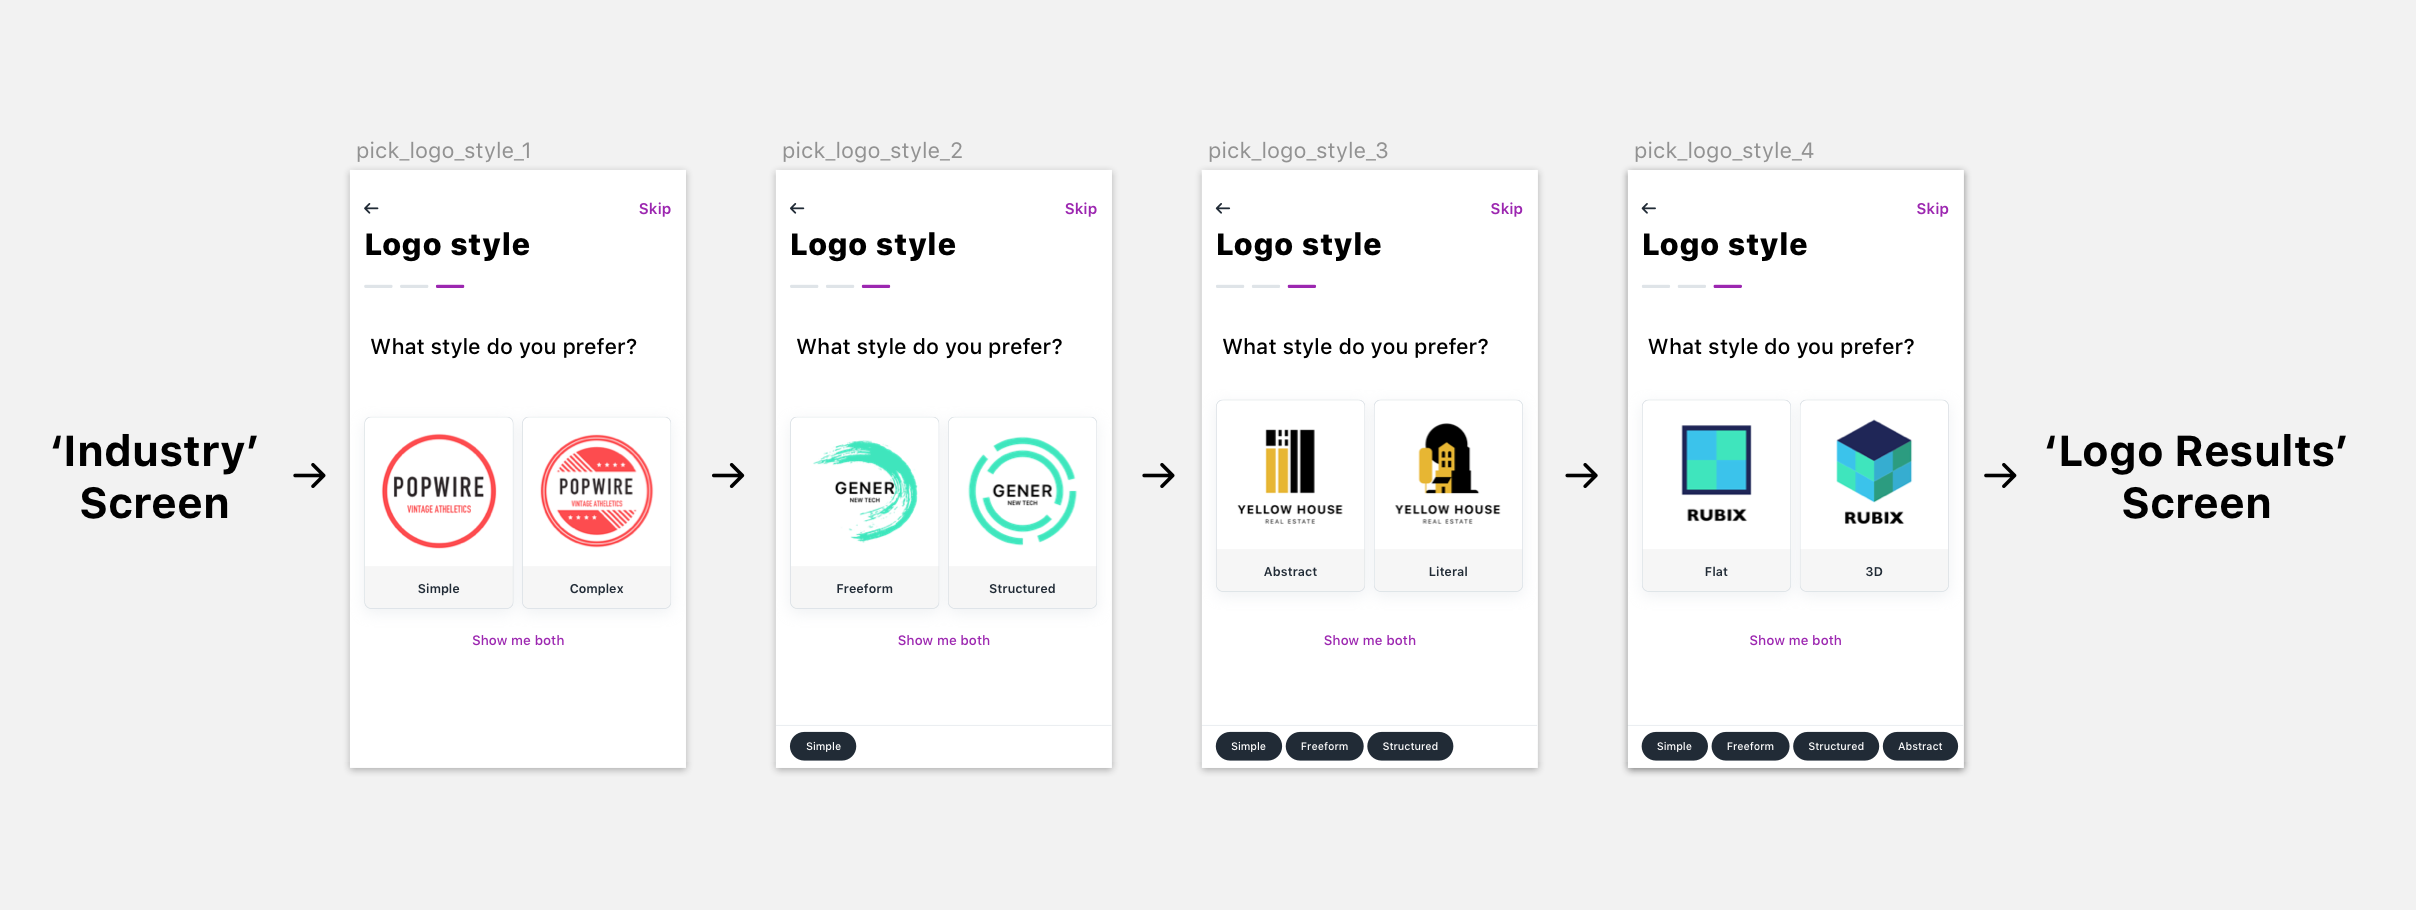 ‘Industry’
Screen
pick_logo_style_1
Skip
Logo style
What style do you prefer?
POPWIRE
VINTAGE ATHELETICS
Simple
POPWIRE
VINTAGE ATHELETICS
Complex
Show me both
pick_logo_style_2
Skip
Logo style
What style do you prefer?
GENER
NEW TECH
Freeform
GENER
NEW TECH
Structured
Show me both
Simple
pick_logo_style_3
Skip
Logo style
What style do you prefer?
YELLOW HOUSE
REAL ESTATE
Abstract
YELLOW HOUSE
REAL ESTATE
Literal
Show me both
Simple
Freeform
Structured
pick_logo_style_4
Skip
Logo style
What style do you prefer?
RUBIX
Flat
RUBIX
3D
Show me both
Simple
Freeform
Structured
Abstract
‘Logo Results’
Screen